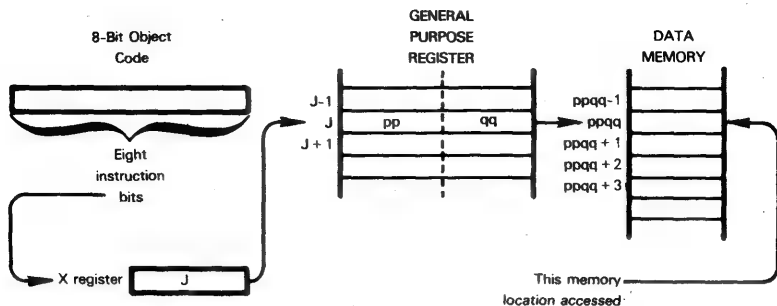 8-Bit Object
Code
Eight
instruction
bits
X register
J
GENERAL
PURPOSE
REGISTER
J-1
J
J + 1
pp
qq
DATA
MEMORY
ppqq-1
ppqq
ppqq + 1
ppqq + 2
ppqq + 3
This memory
location accessed